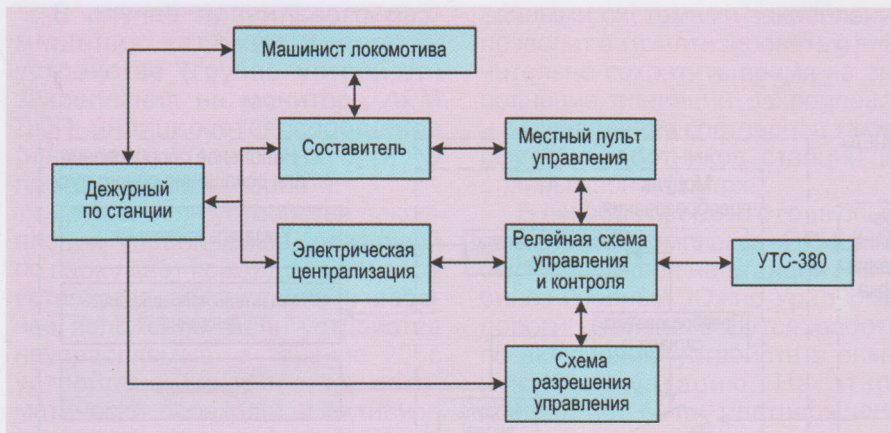 Машинист локомотива
Составитель
Местный пульт
управления
Дежурный
по станции
Электрическая
централизация
Релейная схема
управления
и контроля
УТС-380
Схема
разрешения
управления